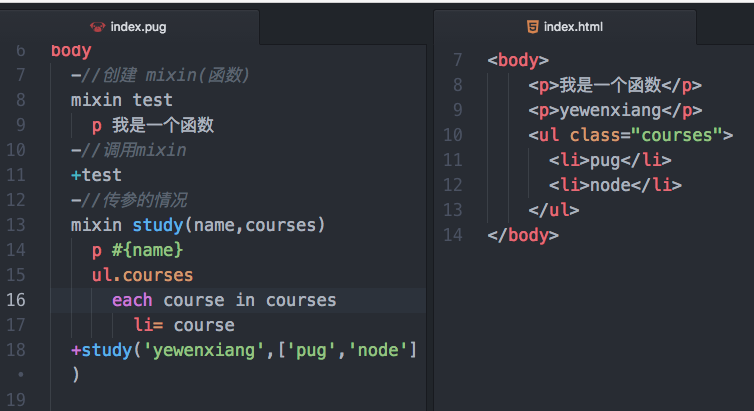 index.pug
6 body
7 -//创建 mixin(函数)
8 mixin test
9 p 我是一个函数
10 -//调用mixin
11 +test
12 -//传参的情况
13 mixin study(name,courses)
14 p #{name}
15 ul.courses
16 each course in courses
17 li= course
18 +study('yewenxiang',['pug','node']
• )
19
index.html
7 <body>
8 <p>我是一个函数</p>
9 <p>yewenxiang</p>
10 <ul class="courses">
11 <li>pug</li>
12 <li>node</li>
13 </ul>
14 </body>